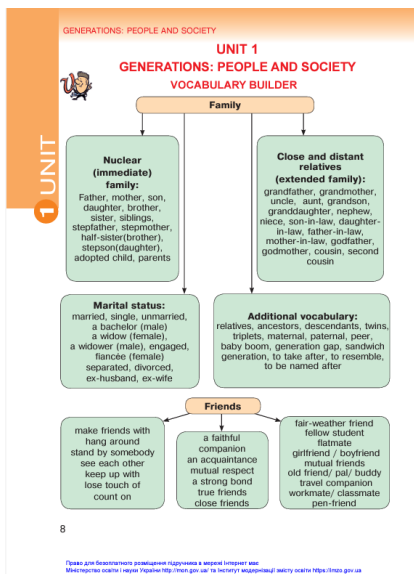 GENERATIONS: PEOPLE AND SOCIETY
UNIT 1
GENERATIONS: PEOPLE AND SOCIETY
VOCABULARY BUILDER
1 UNIT
Family
Nuclear
(immediate)
family:
Father, mother, son,
daughter, brother,
sister, siblings,
stepfather, stepmother,
half-sister(brother),
stepson(daughter),
adopted child, parents
Close and distant
relatives
(extended family):
grandfather, grandmother,
uncle, aunt, grandson,
granddaughter, nephew,
niece, son-in-law, daughter-
in-law, father-in-law,
mother-in-law, godfather,
godmother, cousin, second
cousin
Marital status:
married, single, unmarried,
a bachelor (male)
a widow (female),
a widower (male), engaged,
fiancée (female)
separated, divorced,
ex-husband, ex-wife
Additional vocabulary:
relatives, ancestors, descendants, twins,
triplets, maternal, paternal, peer,
baby boom, generation gap, sandwich
generation, to take after, to resemble,
to be named after
Friends
make friends with
hang around
stand by somebody
see each other
keep up with
lose touch of
count on
a faithful
companion
an acquaintance
mutual respect
a strong bond
true friends
close friends
fair-weather friend
fellow student
flatmate
girlfriend / boyfriend
mutual friends
old friend/ pal/ buddy
travel companion
workmate/ classmate
pen-friend
8
Право для безоплатного розміщення підручника в мережі Інтернет має
Міністерство освіти і науки України http://mon.gov.ua/ та Інститут модернізації змісту освіти https://imzo.gov.ua